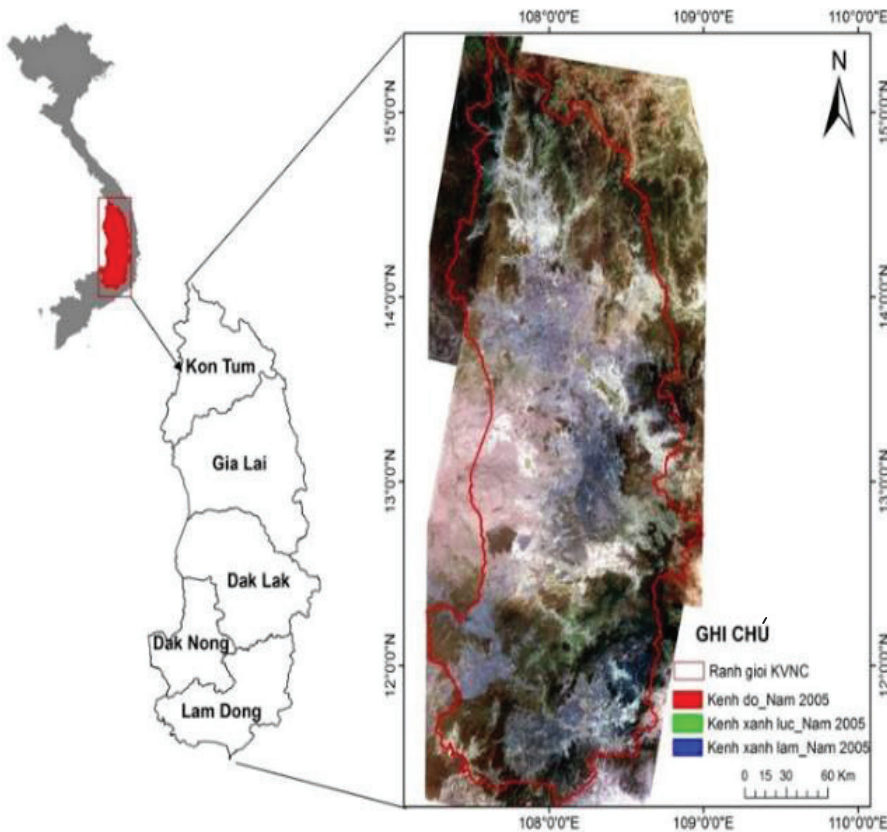 108°0'0"E 109°0'0"E 110°0'0"E
N
15°0'0"N
14°0'0"N
13°0'0"N
12°0'0"N
Kon Tum
Gia Lai
Dak Lak
Dak Nong
Lam Dong
GHI CHÚ
Ranh gioi KVNC
Kenh do_Nam 2005
Kenh xanh luc_Nam 2005
Kenh xanh lam_Nam 2005
0 15 30 60 Km
108°0'0"E 109°0'0"E 110°0'0"E
15°0'0"N
14°0'0"N
13°0'0"N
12°0'0"N